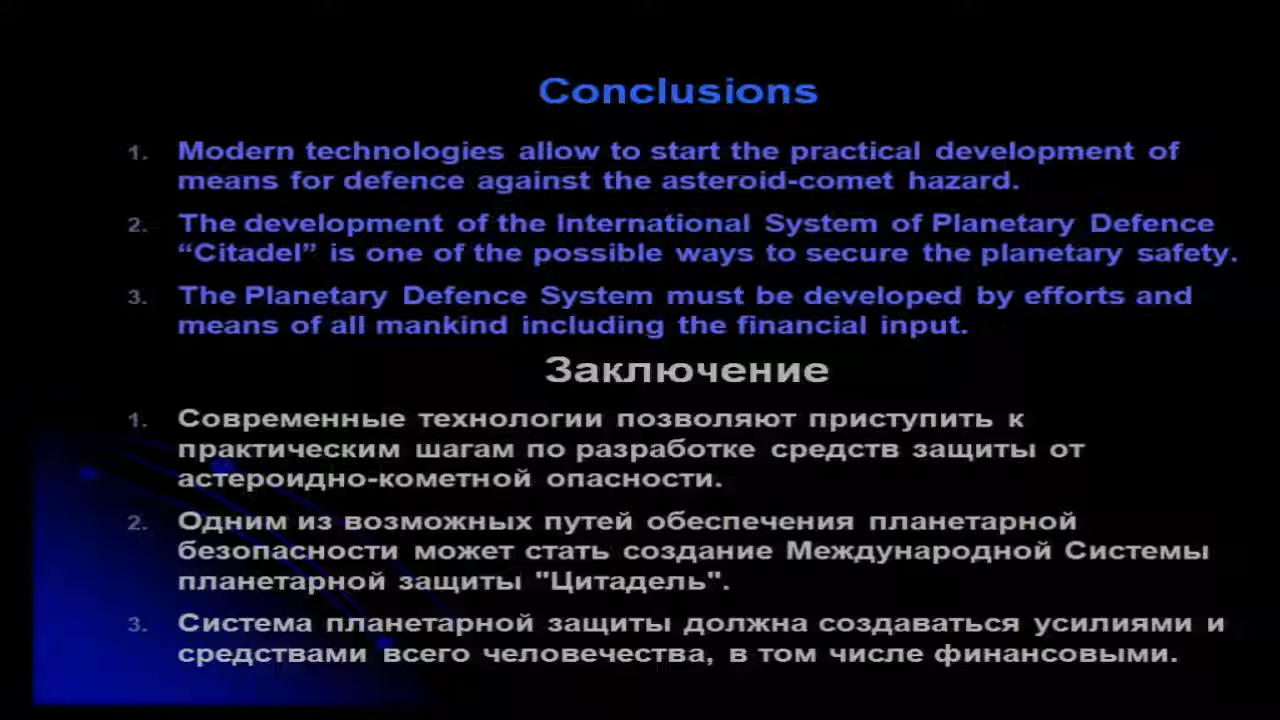 Conclusions
1. Modern technologies allow to start the practical development of
means for defence against the asteroid-comet hazard.
2. The development of the International System of Planetary Defence
“Citadel” is one of the possible ways to secure the planetary safety.
3. The Planetary Defence System must be developed by efforts and
means of all mankind including the financial input.
Заключение
1. Современные технологии позволяют приступить к
практическим шагам по разработке средств защиты от
астероидно-кометной опасности.
2. Одним из возможных путей обеспечения планетарной
безопасности может стать создание Международной Системы
планетарной защиты "Цитадель".
3. Система планетарной защиты должна создаваться усилиями и
средствами всего человечества, в том числе финансовыми.